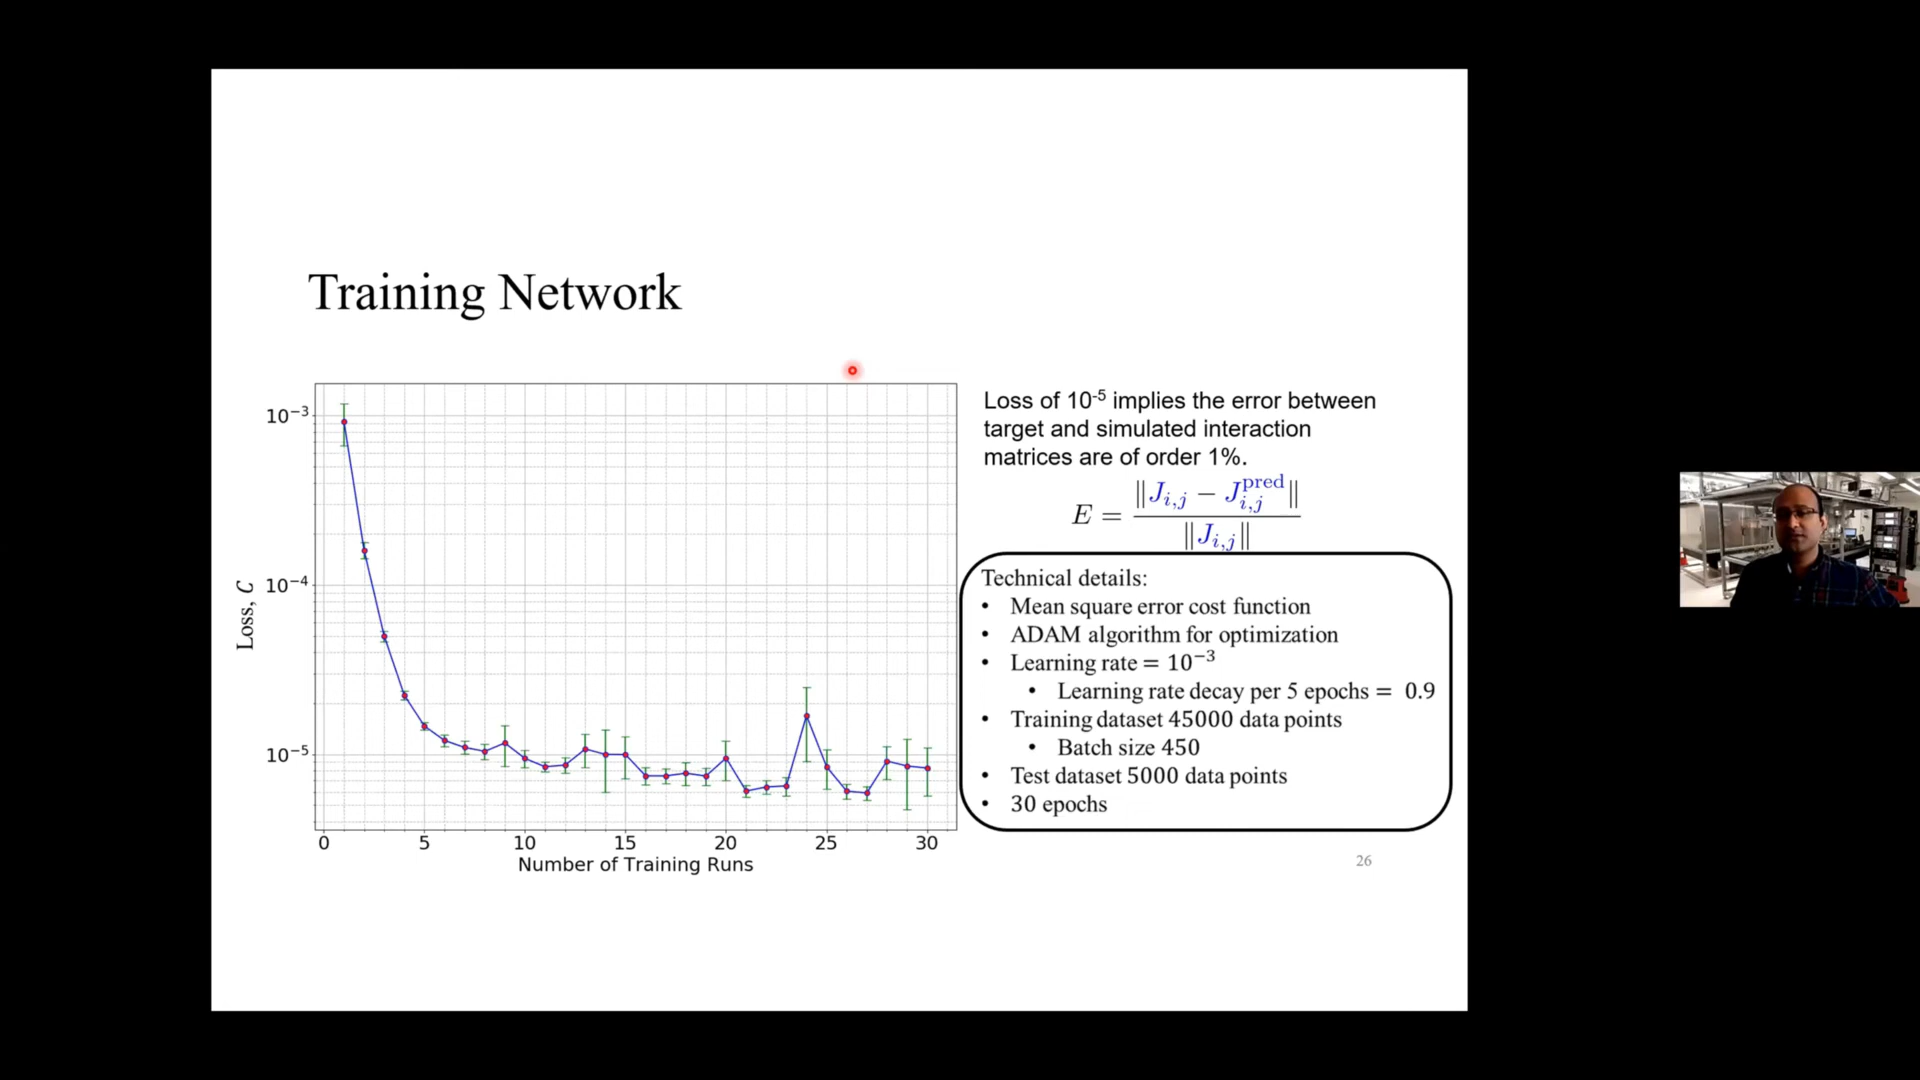 Training Network
10⁻³
10⁻⁴
10⁻⁵
Loss, C
0 5 10 15 20 25 30
Number of Training Runs
Loss of 10⁻⁵ implies the error between
target and simulated interaction
matrices are of order 1%.
E = ‖J_{i,j} − J_{i,j}^{pred}‖ / ‖J_{i,j}‖
Technical details:
• Mean square error cost function
• ADAM algorithm for optimization
• Learning rate = 10⁻³
• Learning rate decay per 5 epochs = 0.9
• Training dataset 45000 data points
• Batch size 450
• Test dataset 5000 data points
• 30 epochs
26